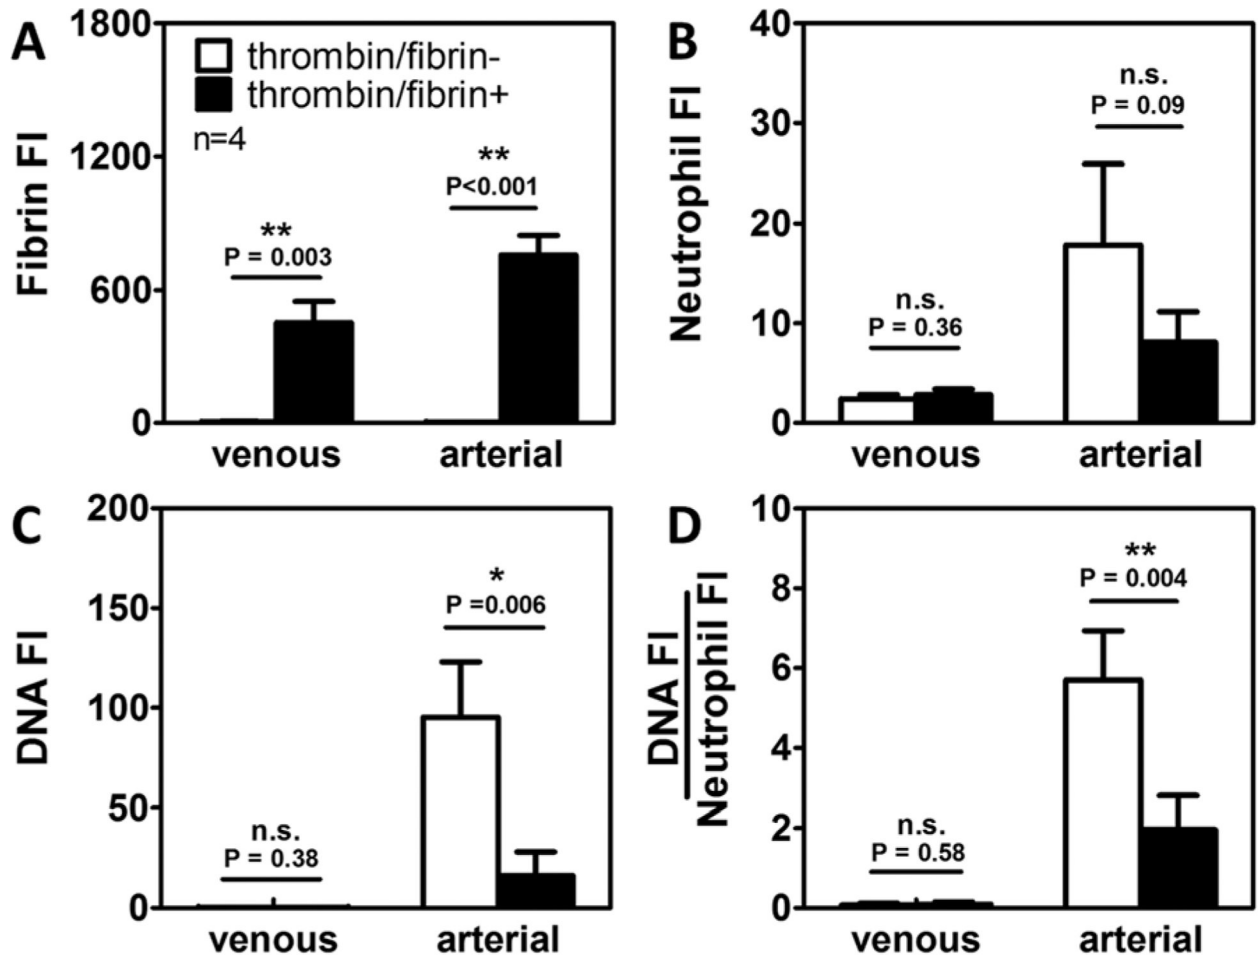 A
Fibrin FI
1800
1200
600
0
thrombin/fibrin-
thrombin/fibrin+
n=4
**
P = 0.003
**
P<0.001
venous
arterial
B
Neutrophil FI
40
30
20
10
0
n.s.
P = 0.36
n.s.
P = 0.09
venous
arterial
C
DNA FI
200
150
100
50
0
n.s.
P = 0.38
*
P =0.006
venous
arterial
D
DNA FI
Neutrophil FI
10
8
6
4
2
0
n.s.
P = 0.58
**
P = 0.004
venous
arterial